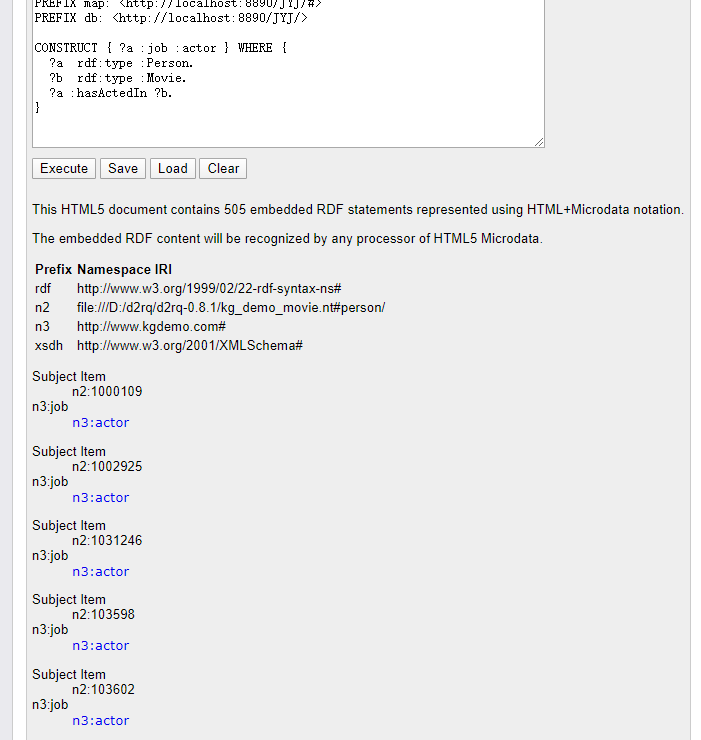 PREFIX map: <http://localhost:8890/JYJ/#>
PREFIX db: <http://localhost:8890/JYJ/>
CONSTRUCT { ?a :job :actor } WHERE {
?a rdf:type :Person.
?b rdf:type :Movie.
?a :hasActedIn ?b.
}
Execute Save Load Clear
This HTML5 document contains 505 embedded RDF statements represented using HTML+Microdata notation.
The embedded RDF content will be recognized by any processor of HTML5 Microdata.
Prefix Namespace IRI
rdf http://www.w3.org/1999/02/22-rdf-syntax-ns#
n2 file:///D:/d2rq/d2rq-0.8.1/kg_demo_movie.nt#person/
n3 http://www.kgdemo.com#
xsdh http://www.w3.org/2001/XMLSchema#
Subject Item
n2:1000109
n3:job
n3:actor
Subject Item
n2:1002925
n3:job
n3:actor
Subject Item
n2:1031246
n3:job
n3:actor
Subject Item
n2:103598
n3:job
n3:actor
Subject Item
n2:103602
n3:job
n3:actor